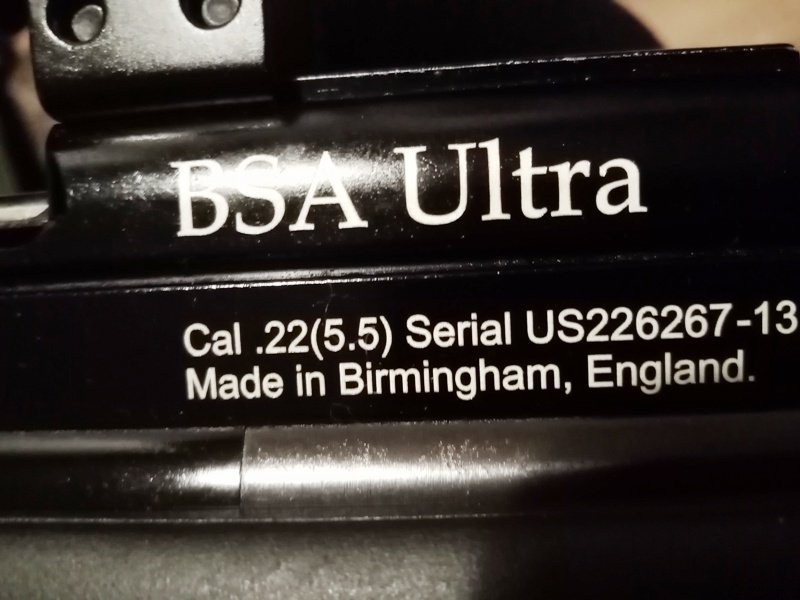 BSA Ultra
Cal .22(5.5) Serial US226267-13
Made in Birmingham, England.